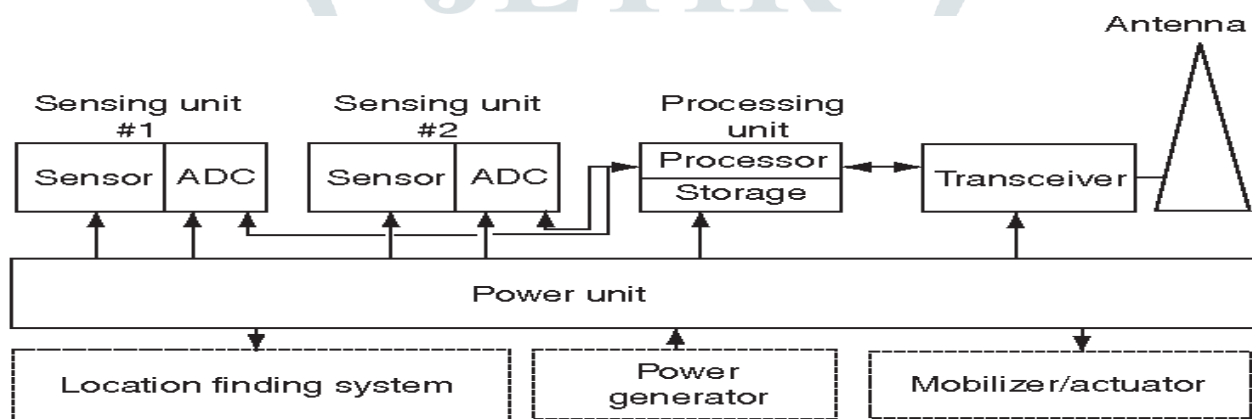 JETIR
Antenna
Sensing unit
#1
Sensing unit
#2
Processing
unit
Sensor
ADC
Sensor
ADC
Processor
Storage
Transceiver
Power unit
Location finding system
Power
generator
Mobilizer/actuator